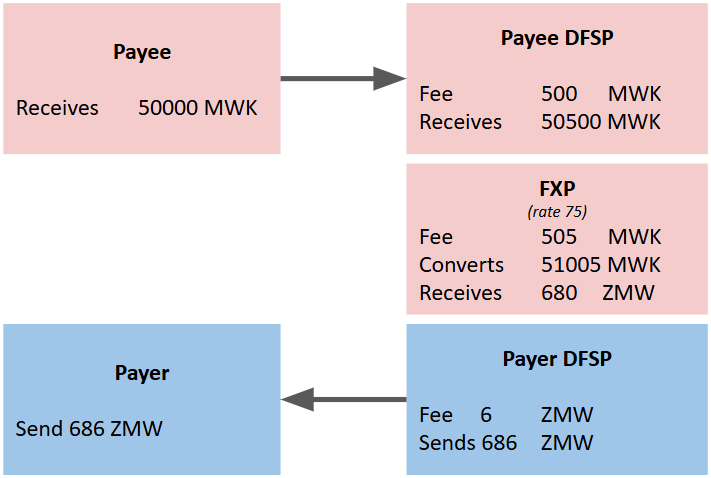 Payee
Receives 50000 MWK
Payee DFSP
Fee 500 MWK
Receives 50500 MWK
FXP
(rate 75)
Fee 505 MWK
Converts 51005 MWK
Receives 680 ZMW
Payer
Send 686 ZMW
Payer DFSP
Fee 6 ZMW
Sends 686 ZMW